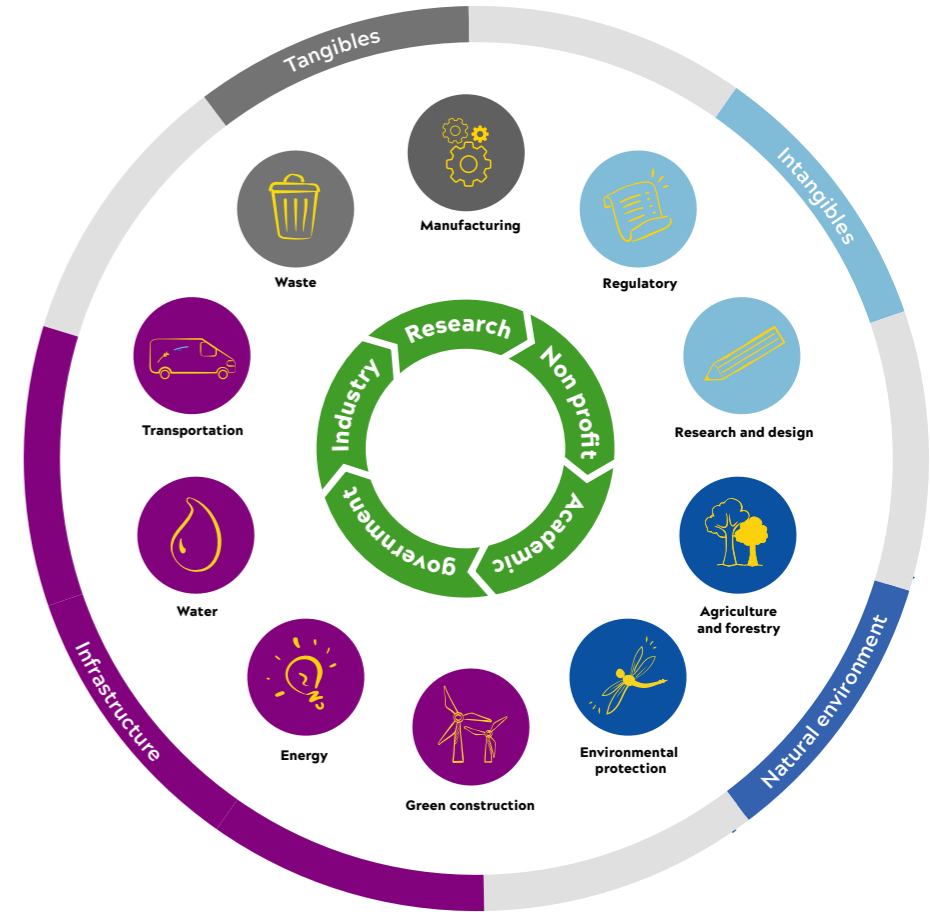 Tangibles
Intangibles
Natural environment
Infrastructure
Manufacturing
Regulatory
Research and design
Agriculture
and forestry
Environmental
protection
Green construction
Energy
Water
Transportation
Waste
Research
Non profit
Academic
government
Industry